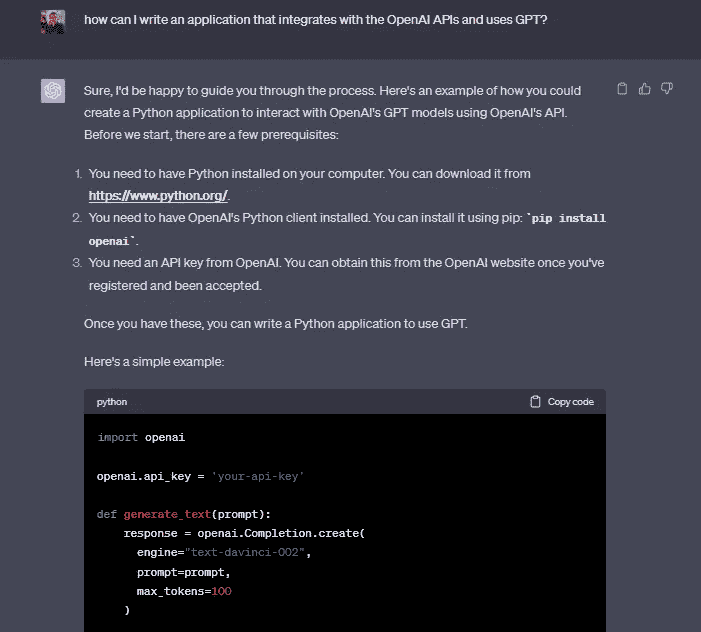 how can I write an application that integrates with the OpenAI APIs and uses GPT?
Sure, I'd be happy to guide you through the process. Here's an example of how you could
create a Python application to interact with OpenAI's GPT models using OpenAI's API.
Before we start, there are a few prerequisites:
1. You need to have Python installed on your computer. You can download it from
https://www.python.org/.
2. You need to have OpenAI's Python client installed. You can install it using pip: `pip install
openai`.
3. You need an API key from OpenAI. You can obtain this from the OpenAI website once you've
registered and been accepted.
Once you have these, you can write a Python application to use GPT.
Here's a simple example:
python Copy code
import openai
openai.api_key = 'your-api-key'
def generate_text(prompt):
response = openai.Completion.create(
engine="text-davinci-002",
prompt=prompt,
max_tokens=100
)